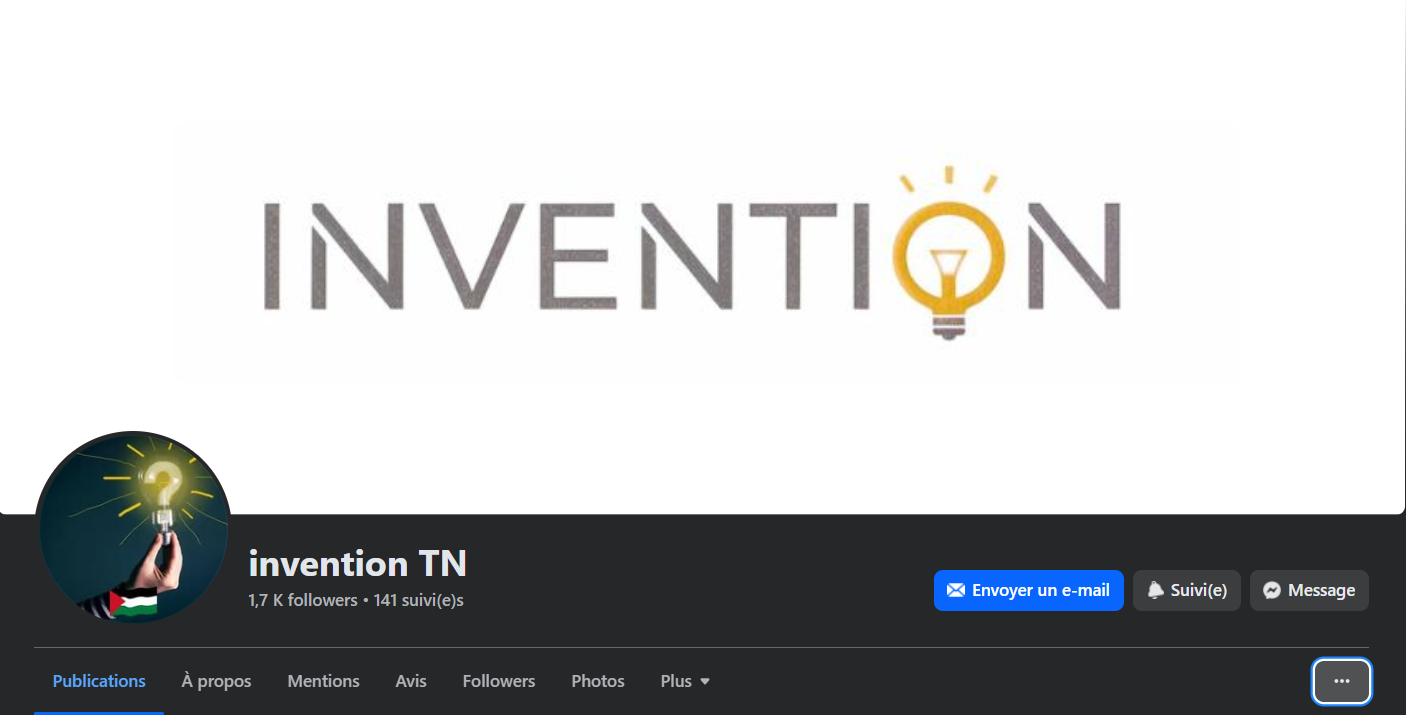 INVENTION
invention TN
1,7 K followers • 141 suivi(e)s
Envoyer un e-mail
Suivi(e)
Message
Publications
À propos
Mentions
Avis
Followers
Photos
Plus